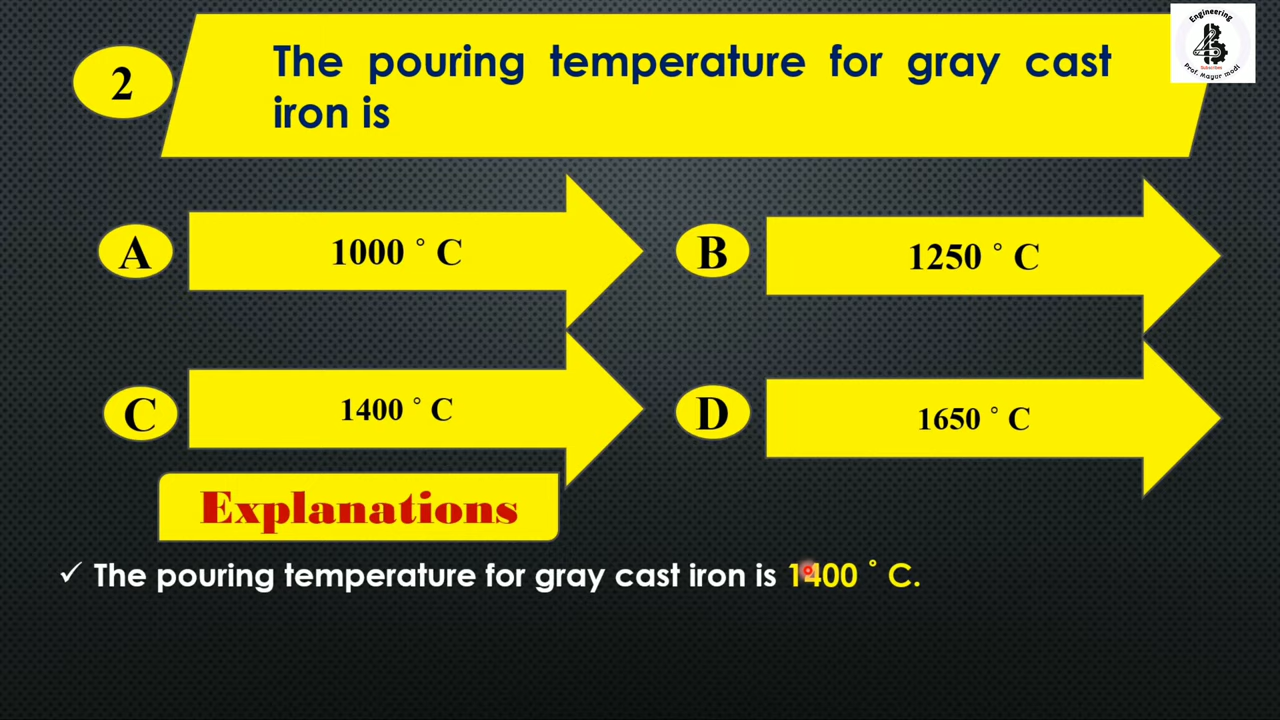 Engineering
Subscribes
Prof. Mayur modi
2
The pouring temperature for gray cast
iron is
A
1000 ° C
B
1250 ° C
C
1400 ° C
D
1650 ° C
Explanations
✓ The pouring temperature for gray cast iron is 1400 ° C.